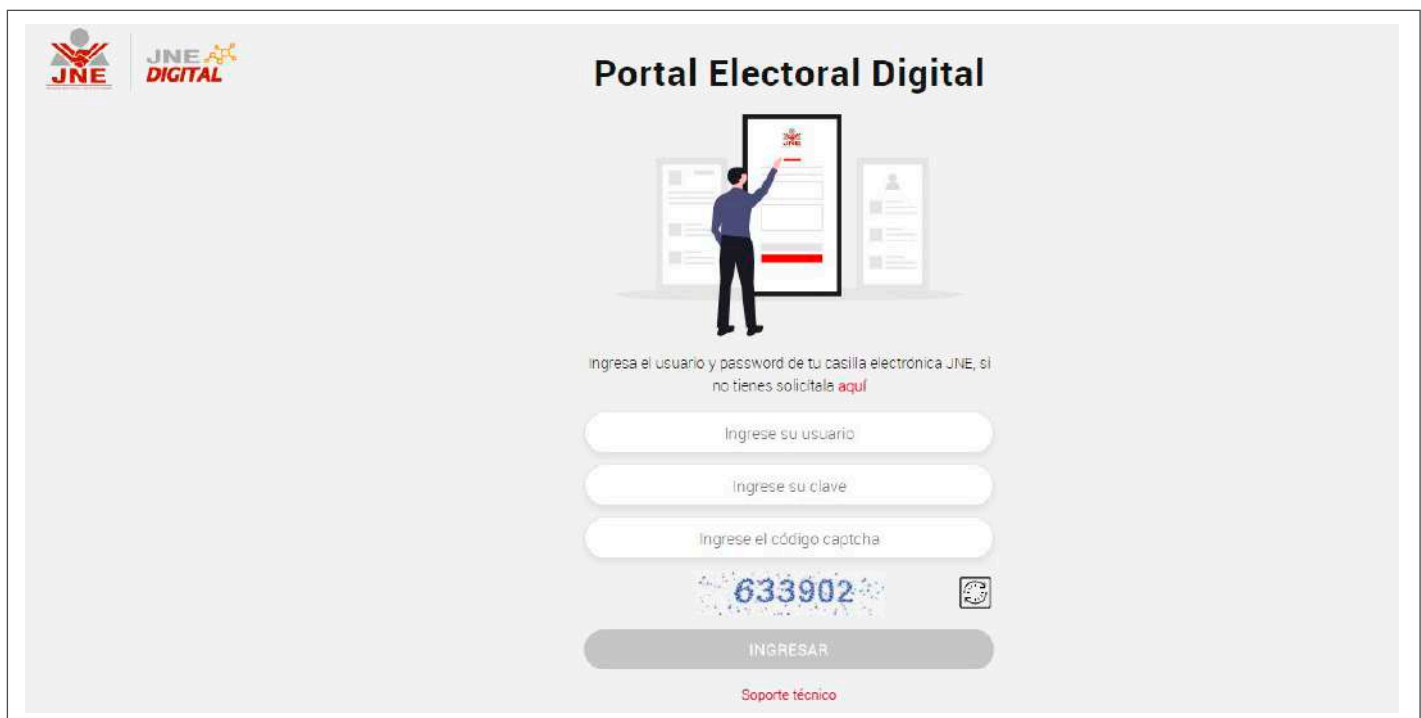 JNE
JNE
DIGITAL
Portal Electoral Digital
JNE
Ingresa el usuario y password de tu casilla electrónica JNE, si
no tienes solicítala aquí
Ingrese su usuario
Ingrese su clave
Ingrese el código captcha
633902
INGRESAR
Soporte técnico